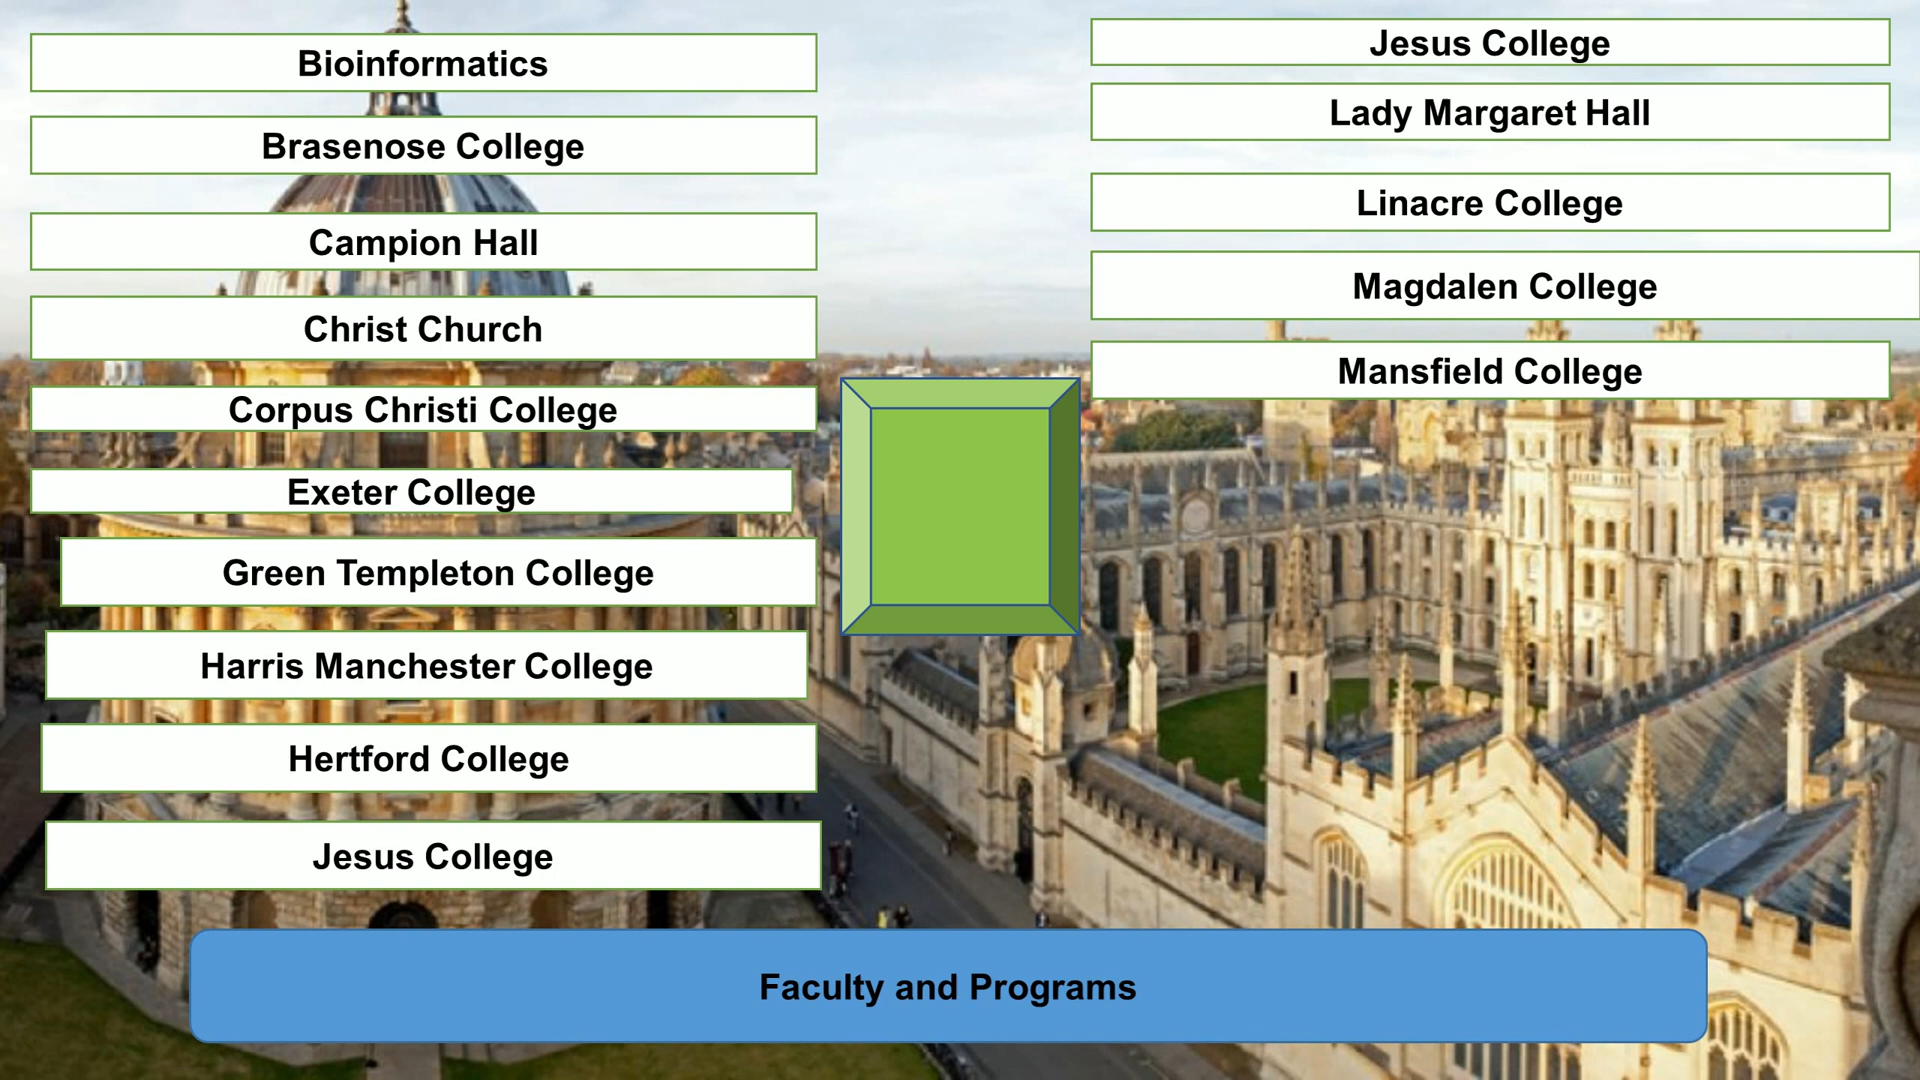 Bioinformatics
Brasenose College
Campion Hall
Christ Church
Corpus Christi College
Exeter College
Green Templeton College
Harris Manchester College
Hertford College
Jesus College
Jesus College
Lady Margaret Hall
Linacre College
Magdalen College
Mansfield College
Faculty and Programs